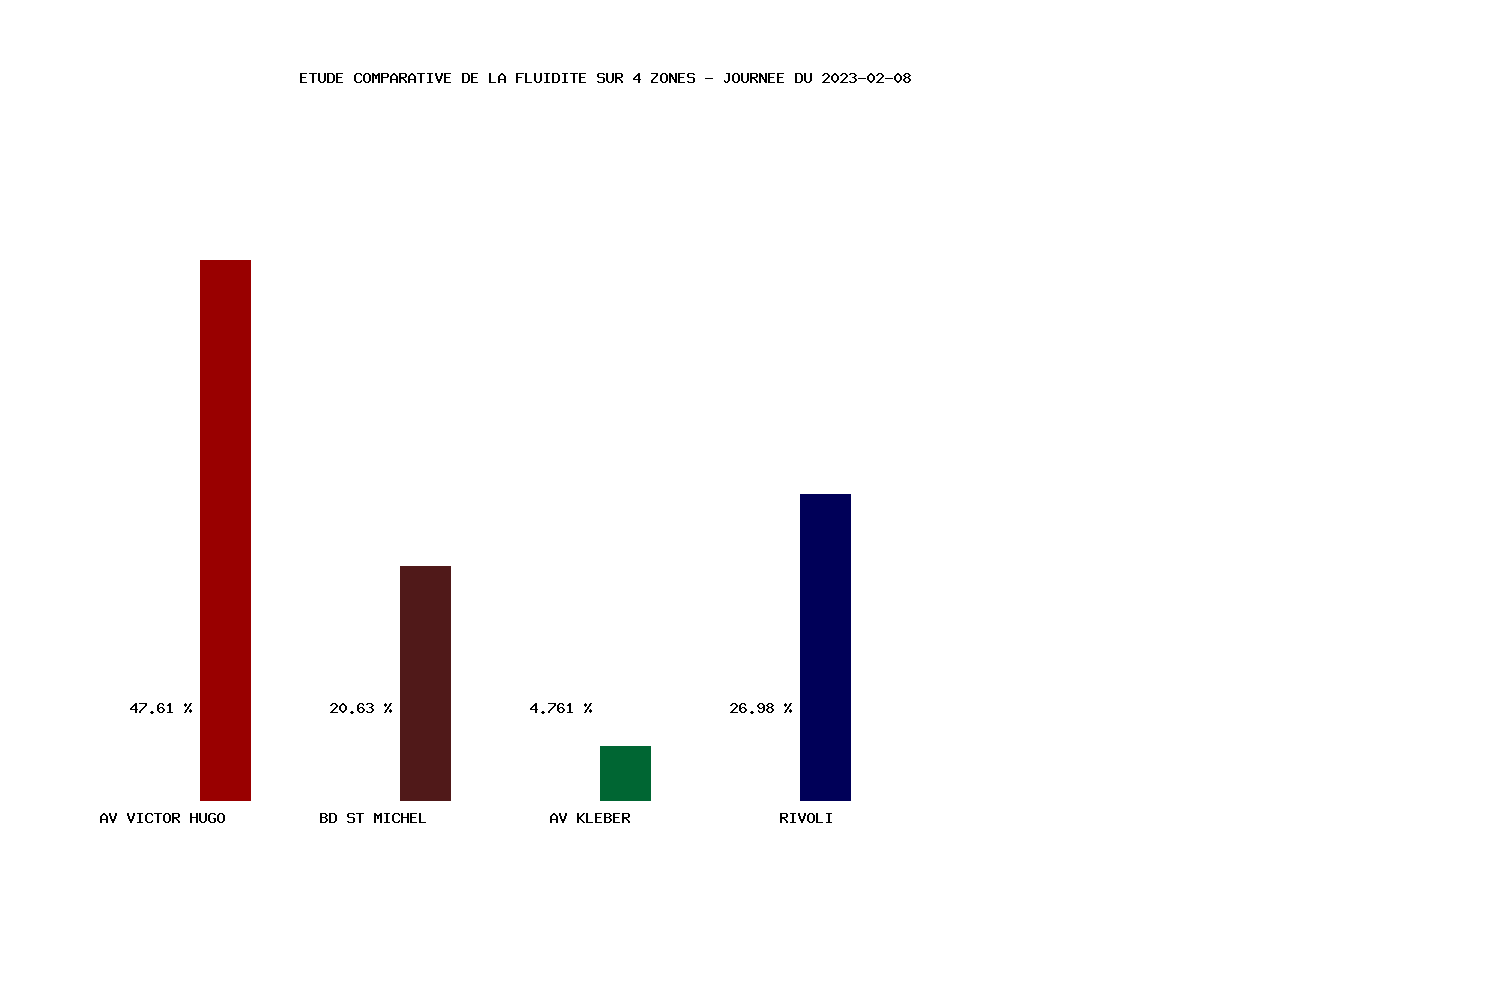 ETUDE COMPARATIVE DE LA FLUIDITE SUR 4 ZONES - JOURNEE DU 2023-02-08
47.61 % 20.63 % 4.761 % 26.98 %
AV VICTOR HUGO BD ST MICHEL AV KLEBER RIVOLI